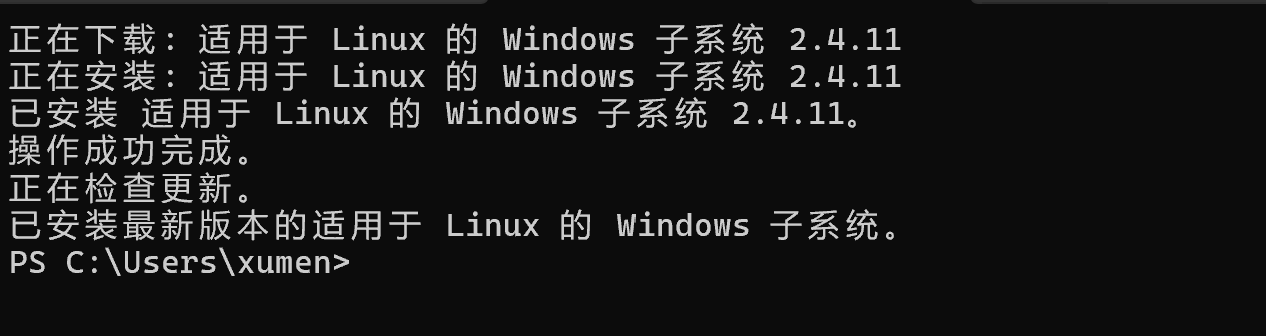 正在下载: 适用于 Linux 的 Windows 子系统 2.4.11
正在安装: 适用于 Linux 的 Windows 子系统 2.4.11
已安装 适用于 Linux 的 Windows 子系统 2.4.11。
操作成功完成。
正在检查更新。
已安装最新版本的适用于 Linux 的 Windows 子系统。
PS C:\Users\xumen>